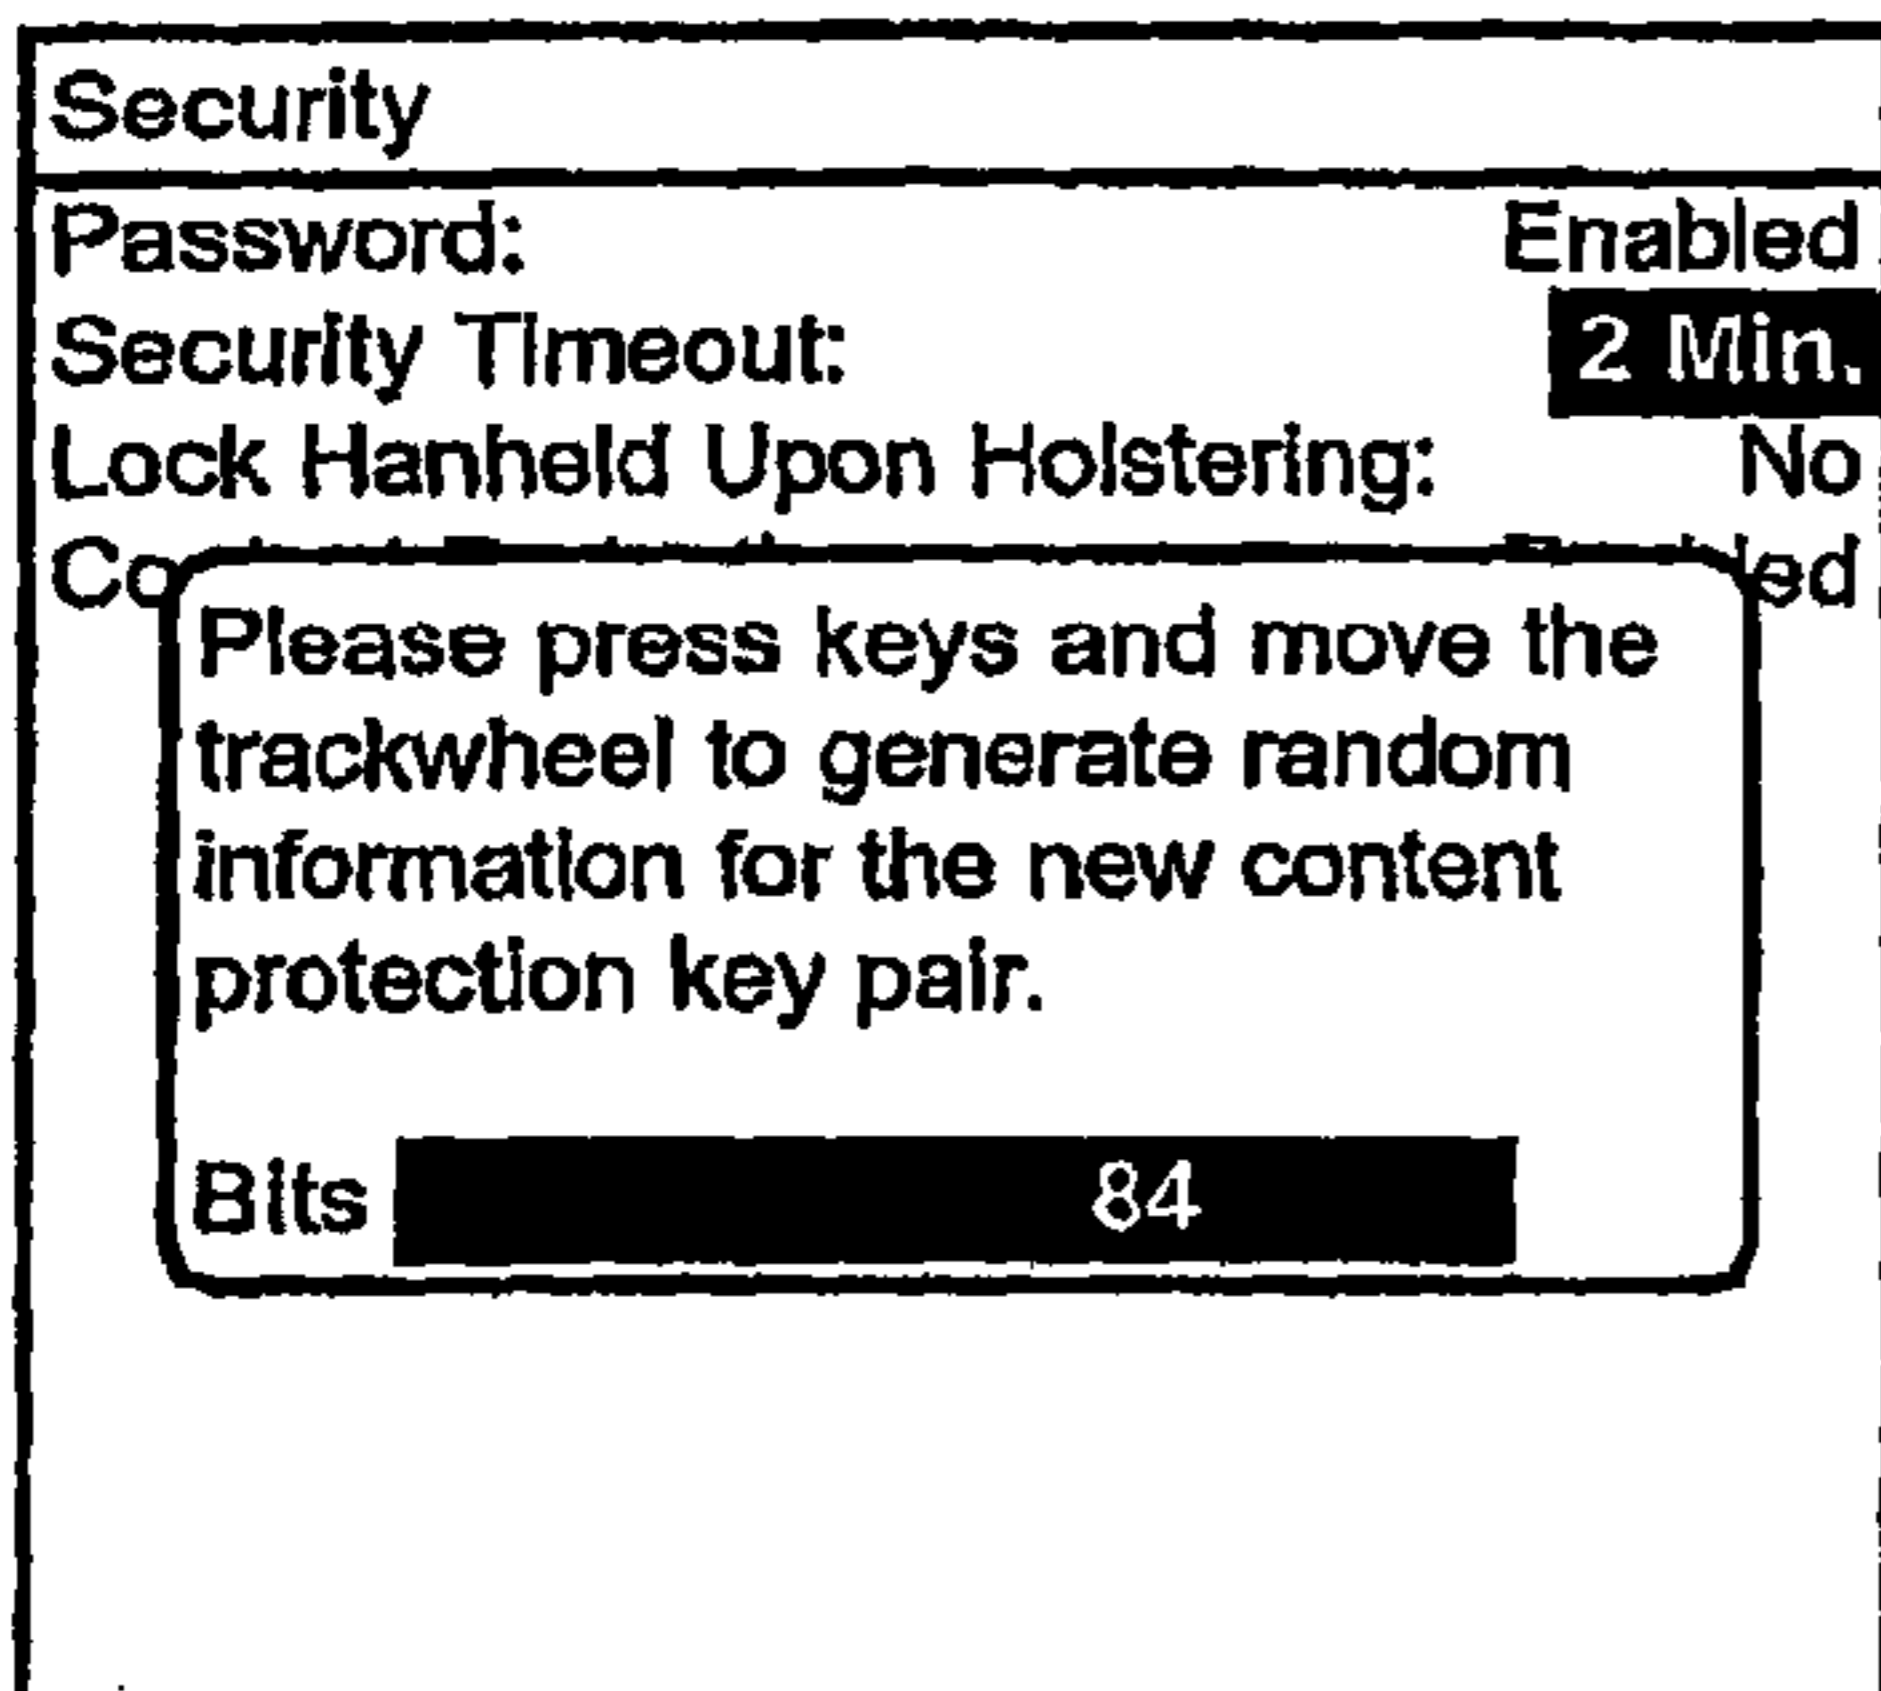 Security
Password: Enabled
Security Timeout: 2 Min.
Lock Hanheld Upon Holstering: No
Please press keys and move the
trackwheel to generate random
information for the new content
protection key pair.
Bits 84